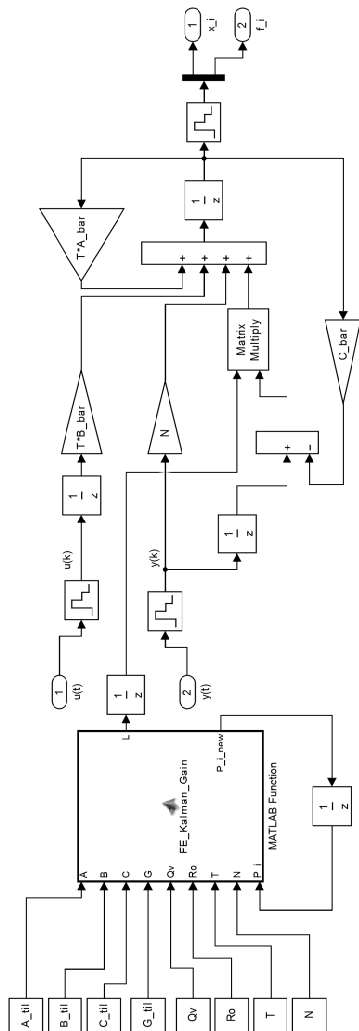 A_til
B_til
C_til
G_til
Qv
Ro
T
N
A
B
C
G
Qv
Ro
T
N
P_i
FE_Kalman_Gain
L
P_i_new
MATLAB Function
1
z
1
z
1
u(t)
u(k)
1
z
T*B_bar
2
y(t)
y(k)
N
1
z
T*A_bar
+
+
+
+
Matrix
Multiply
+
-
C_bar
1
z
1
x_i
2
f_i